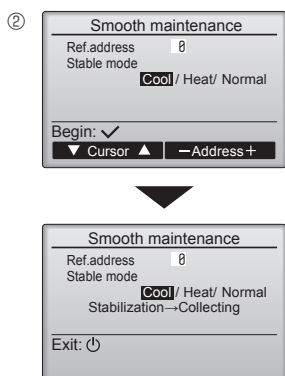 ②
Smooth maintenance
Ref.address 0
Stable mode
Cool / Heat/ Normal
Begin: ✓
▼ Cursor ▲ −Address+
Smooth maintenance
Ref.address 0
Stable mode
Cool / Heat/ Normal
Stabilization→Collecting
Exit: ⏻